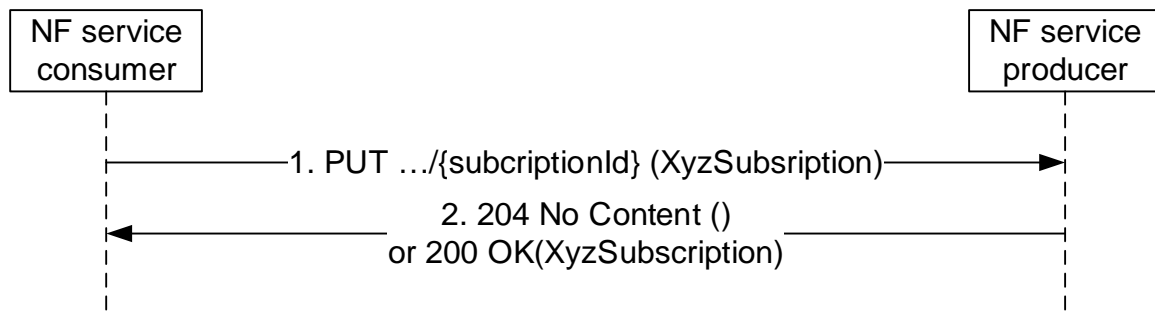 NF service
consumer
NF service
producer
1. PUT …/{subcriptionId} (XyzSubsription)
2. 204 No Content ()
or 200 OK(XyzSubscription)